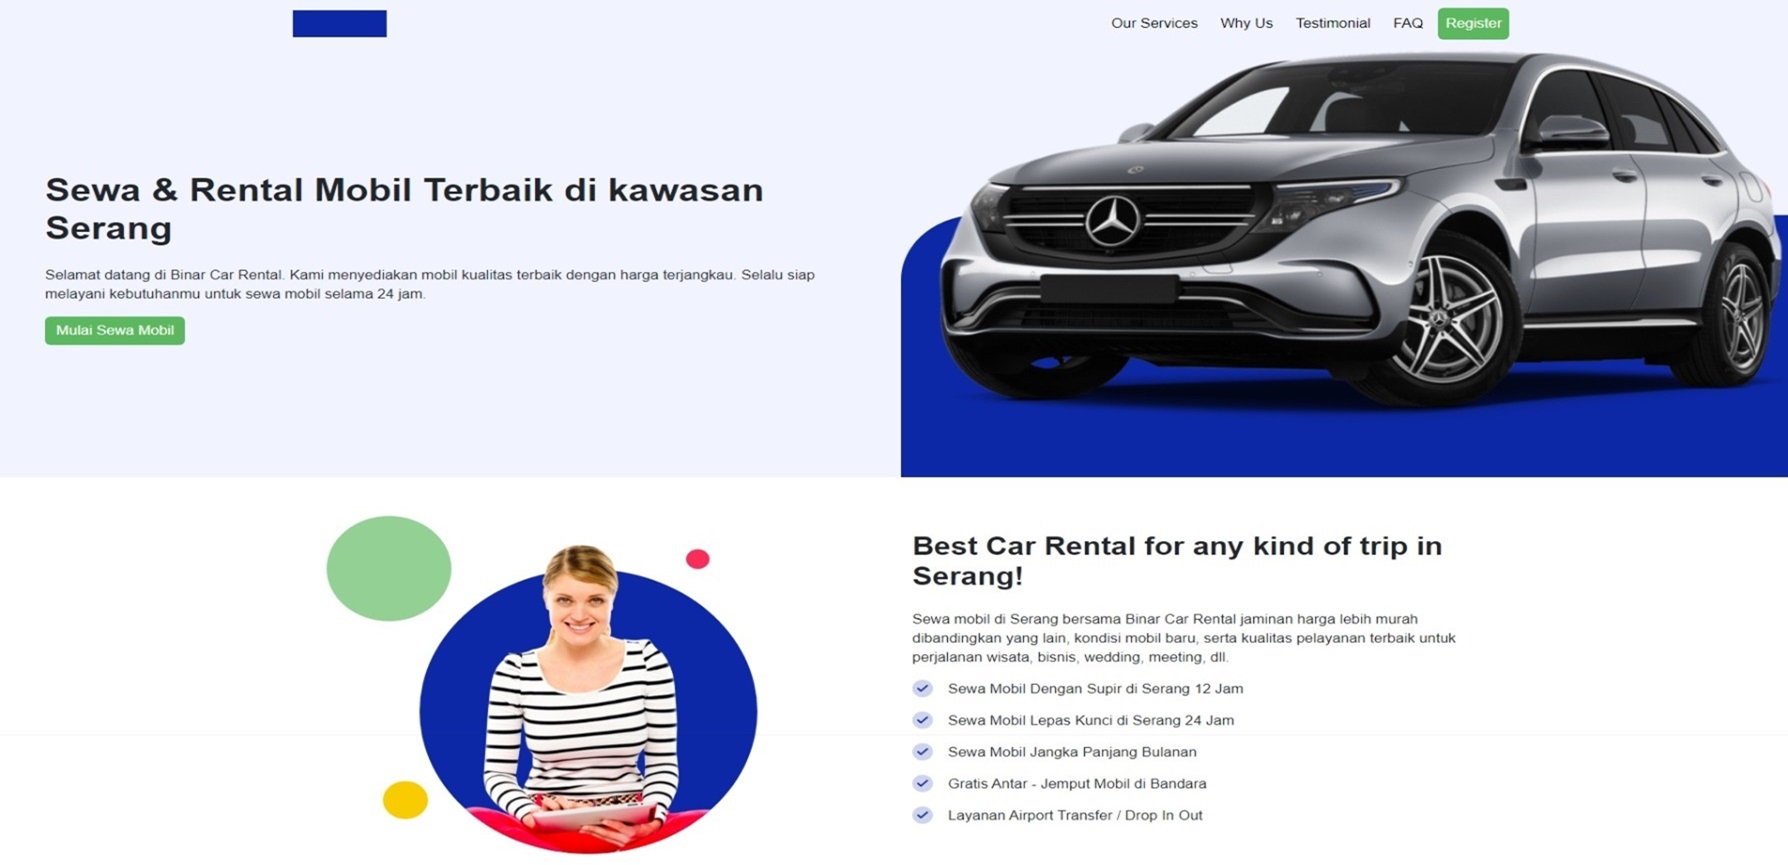 Our Services Why Us Testimonial FAQ Register
Sewa & Rental Mobil Terbaik di kawasan
Serang
Selamat datang di Binar Car Rental. Kami menyediakan mobil kualitas terbaik dengan harga terjangkau. Selalu siap
melayani kebutuhanmu untuk sewa mobil selama 24 jam.
Mulai Sewa Mobil
Best Car Rental for any kind of trip in
Serang!
Sewa mobil di Serang bersama Binar Car Rental jaminan harga lebih murah
dibandingkan yang lain, kondisi mobil baru, serta kualitas pelayanan terbaik untuk
perjalanan wisata, bisnis, wedding, meeting, dll.
Sewa Mobil Dengan Supir di Serang 12 Jam
Sewa Mobil Lepas Kunci di Serang 24 Jam
Sewa Mobil Jangka Panjang Bulanan
Gratis Antar - Jemput Mobil di Bandara
Layanan Airport Transfer / Drop In Out